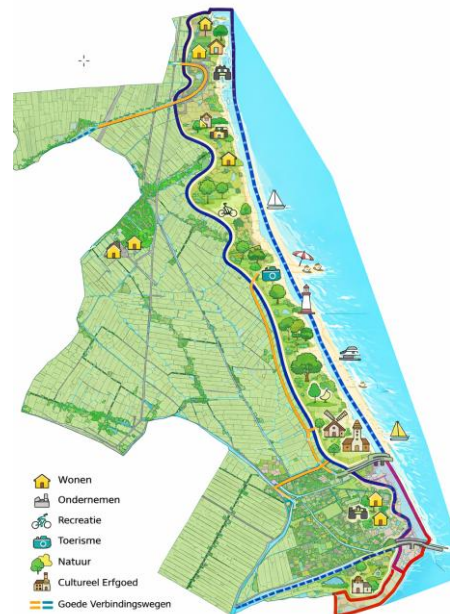 Wonen
Ondernemen
Recreatie
Toerisme
Natuur
Cultureel Erfgoed
Goede Verbindingswegen